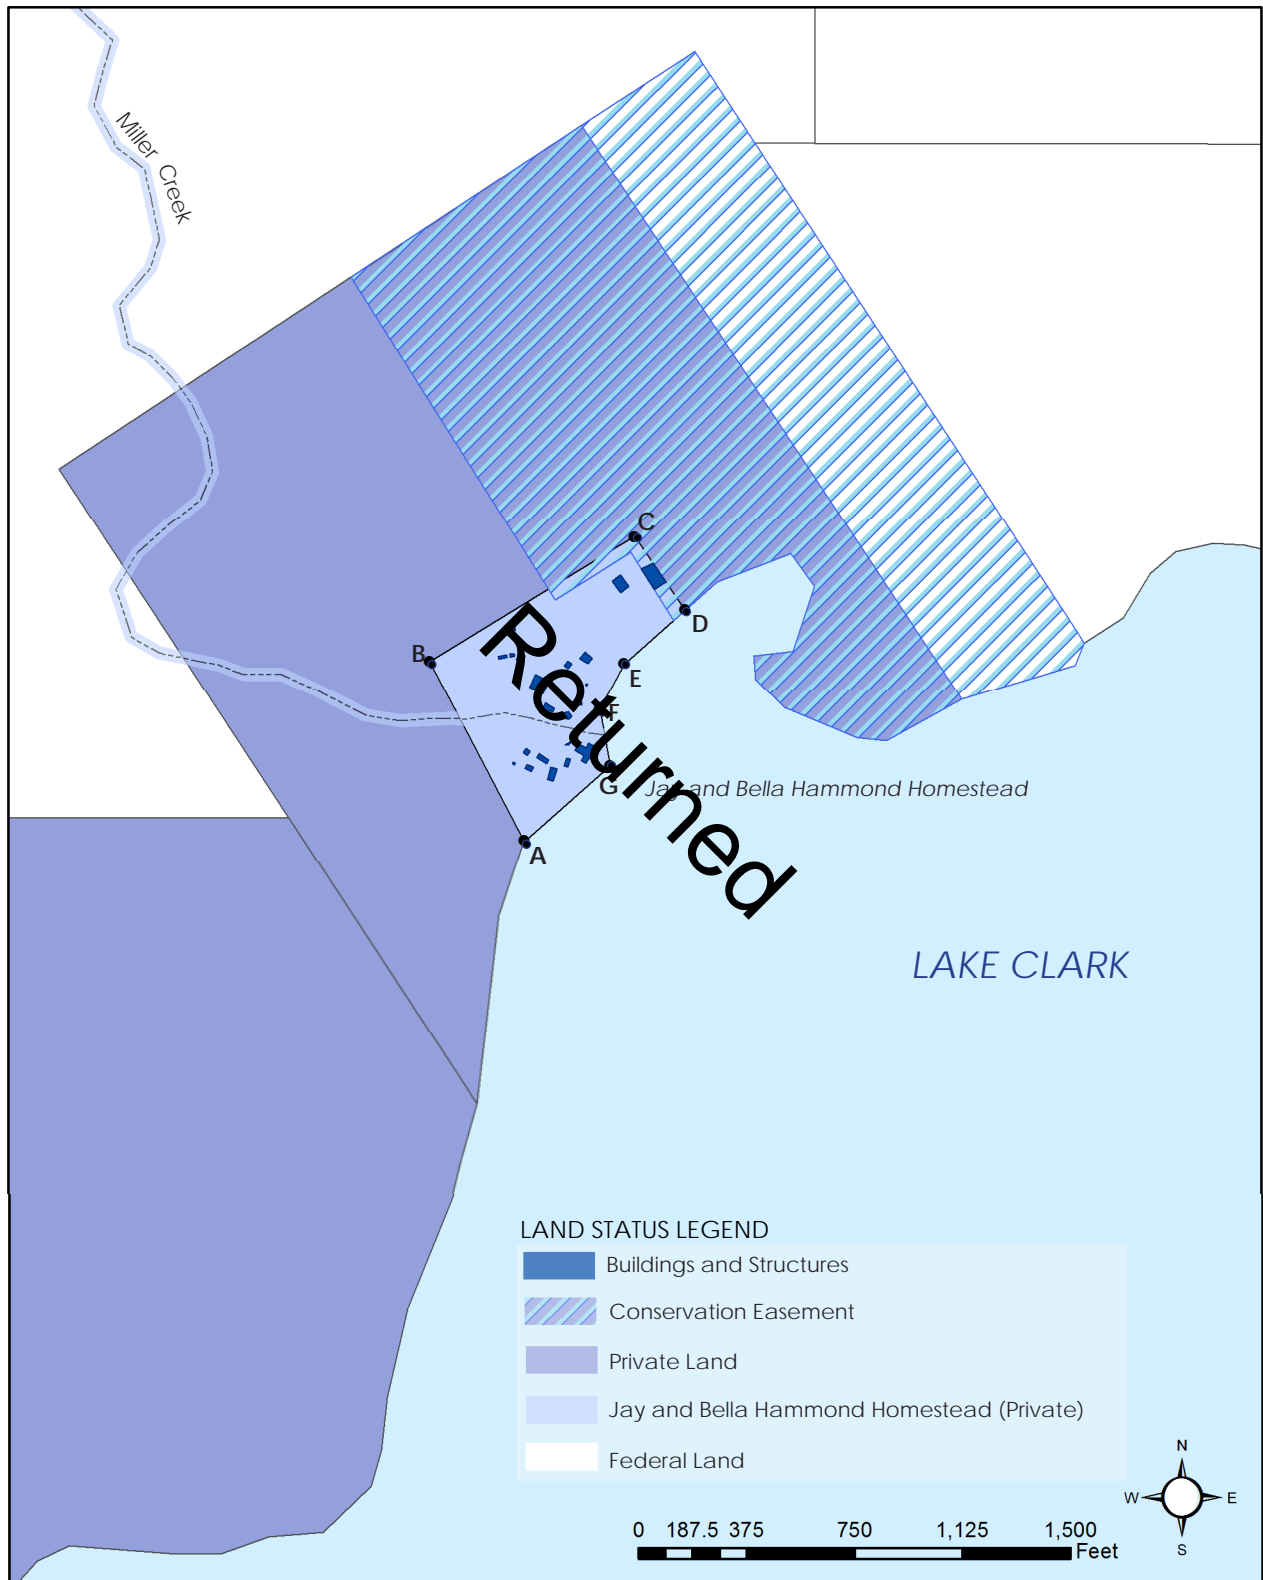 Miller Creek
C
D
B
E
F
G
A
Returned
Jay and Bella Hammond Homestead
LAKE CLARK
LAND STATUS LEGEND
Buildings and Structures
Conservation Easement
Private Land
Jay and Bella Hammond Homestead (Private)
Federal Land
N
W E
S
0 187.5 375 750 1,125 1,500
Feet